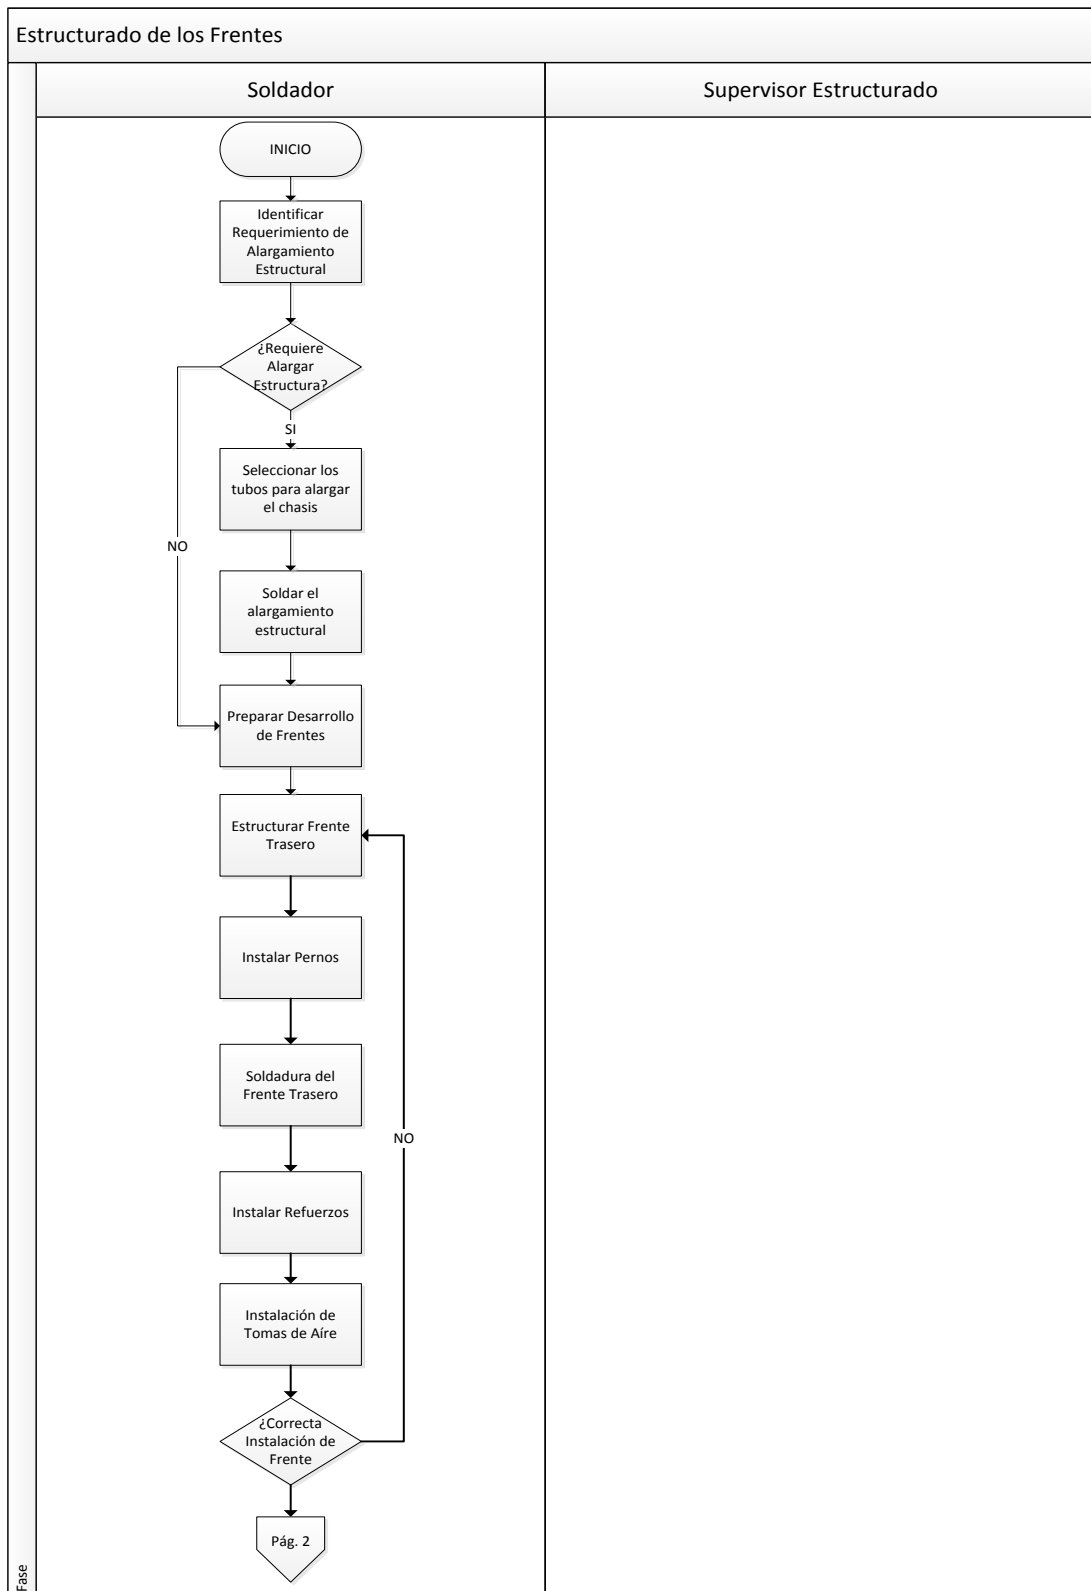 Estructurado de los Frentes
Soldador
Supervisor Estructurado
INICIO
Identificar
Requerimiento de
Alargamiento
Estructural
¿Requiere
Alargar
Estructura?
SI
Seleccionar los
tubos para alargar
el chasis
NO
Soldar el
alargamiento
estructural
Preparar Desarrollo
de Frentes
Estructurar Frente
Trasero
Instalar Pernos
Soldadura del
Frente Trasero
NO
Instalar Refuerzos
Instalación de
Tomas de Aíre
¿Correcta
Instalación de
Frente
Pág. 2
Fase